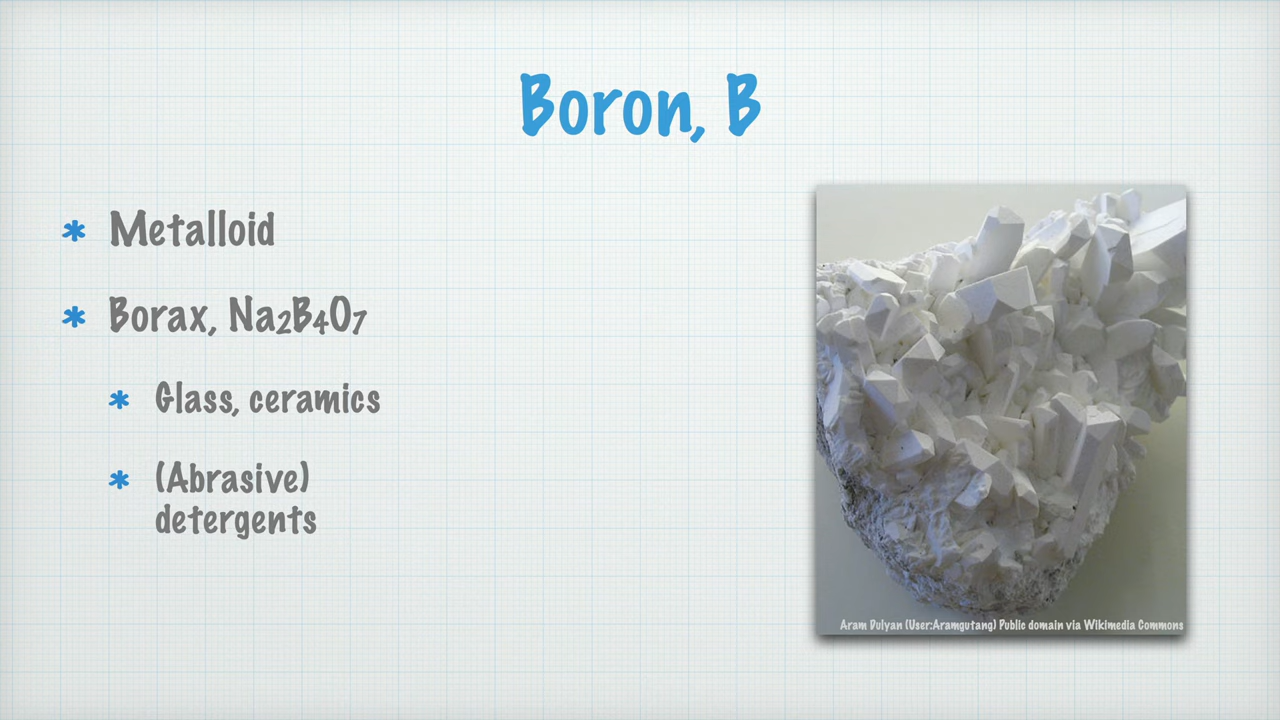 Boron, B
* Metalloid
* Borax, Na₂B₄O₇
* Glass, ceramics
* (Abrasive)
detergents
Aram Dulyan (User:Aramgutang) Public domain via Wikimedia Commons